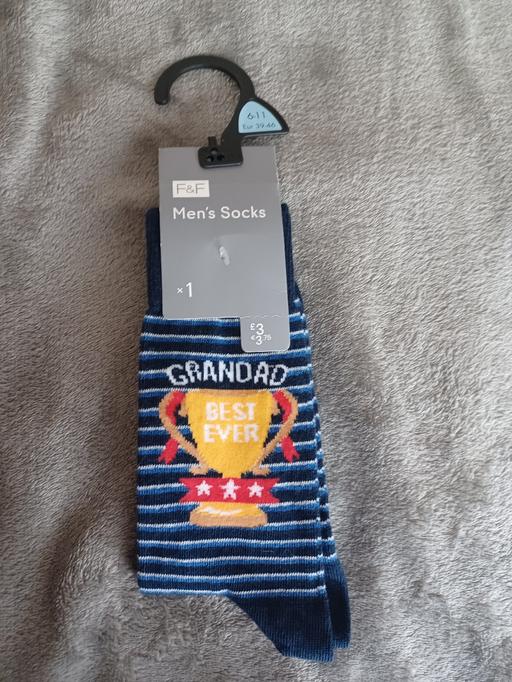 6-11
Eur 39-46
F&F
Men's Socks
×1
£3
€3.75
GRANDAD
BEST
EVER